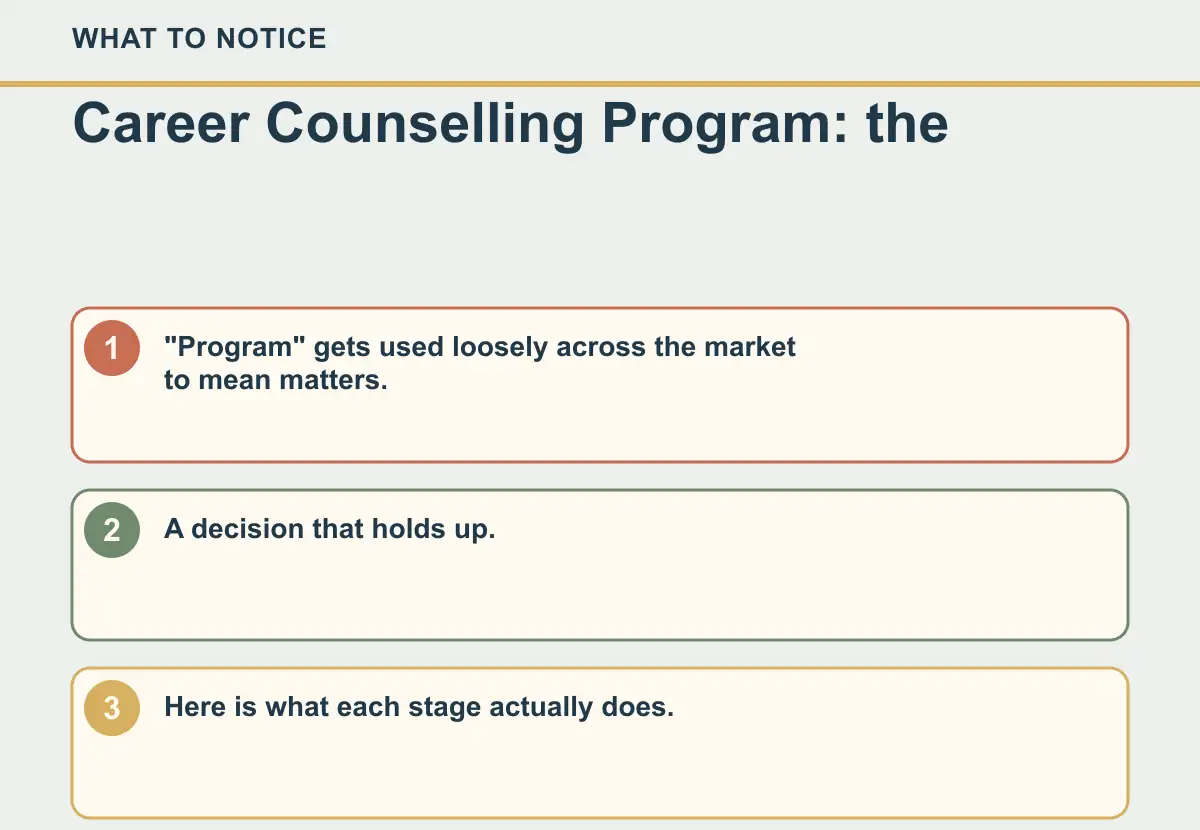 WHAT TO NOTICE
Career Counselling Program: the
1
"Program" gets used loosely across the market
to mean matters.
2
A decision that holds up.
3
Here is what each stage actually does.